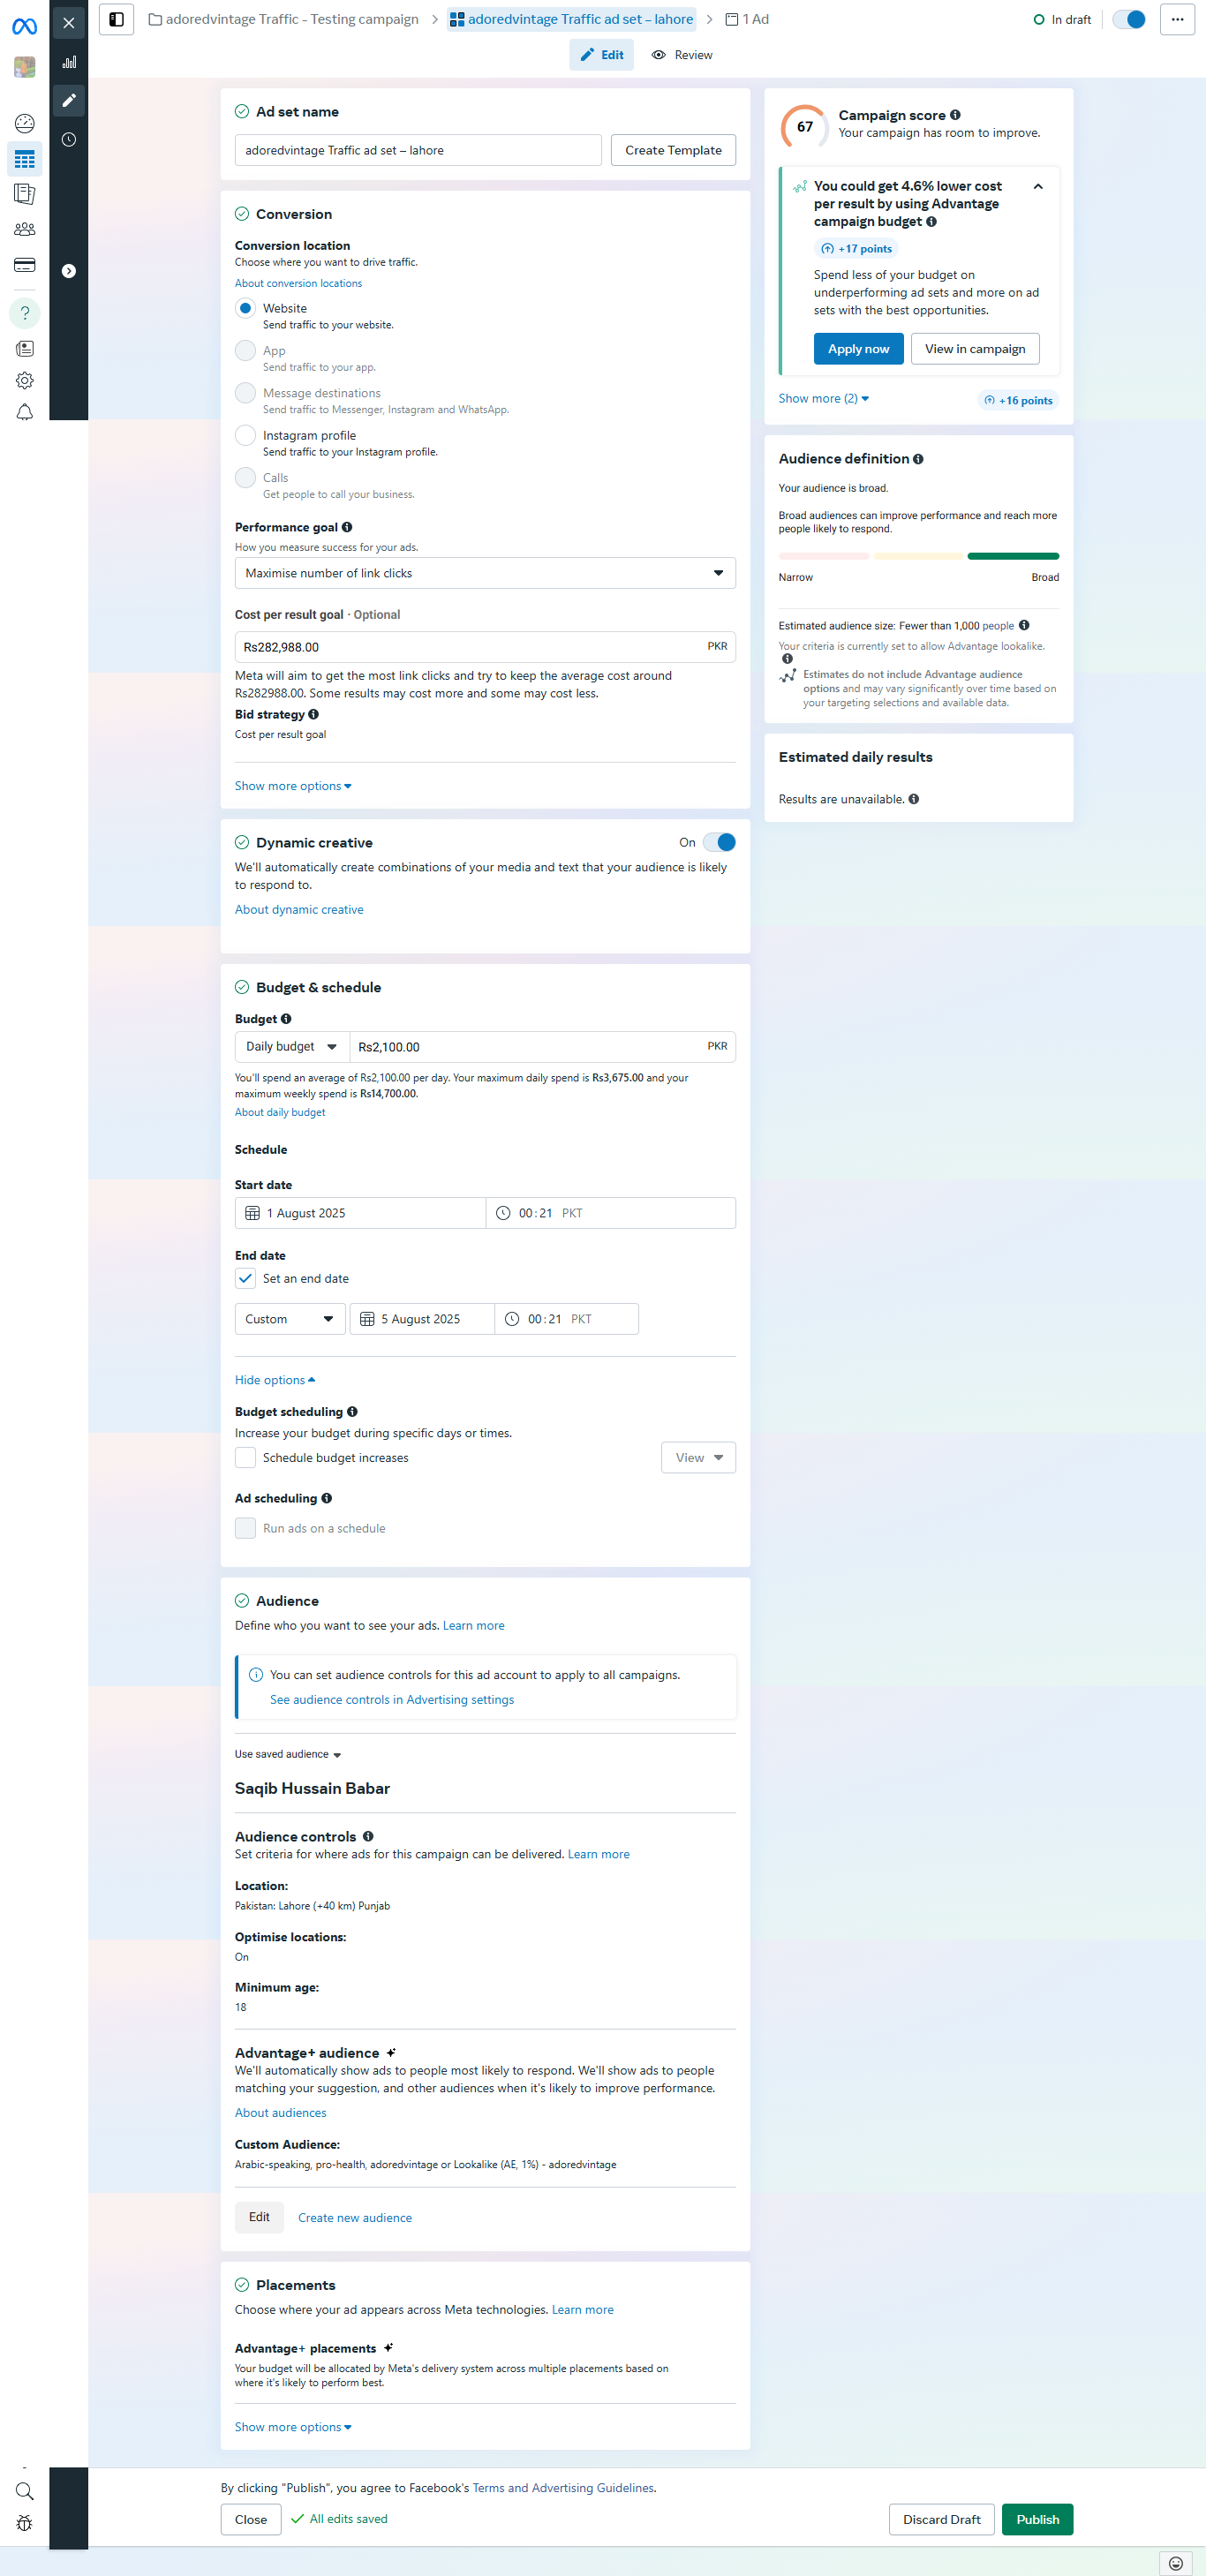 adoredvintage Traffic - Testing campaign
adoredvintage Traffic ad set – lahore
1 Ad
In draft
Edit
Review
Ad set name
adoredvintage Traffic ad set – lahore
Create Template
Conversion
Conversion location
Choose where you want to drive traffic.
About conversion locations
Website
Send traffic to your website.
App
Send traffic to your app.
Message destinations
Send traffic to Messenger, Instagram and WhatsApp.
Instagram profile
Send traffic to your Instagram profile.
Calls
Get people to call your business.
Performance goal
How you measure success for your ads.
Maximise number of link clicks
Cost per result goal · Optional
Rs282,988.00
PKR
Meta will aim to get the most link clicks and try to keep the average cost around
Rs282988.00. Some results may cost more and some may cost less.
Bid strategy
Cost per result goal
Show more options
Dynamic creative
On
We'll automatically create combinations of your media and text that your audience is likely
to respond to.
About dynamic creative
Budget & schedule
Budget
Daily budget
Rs2,100.00
PKR
You'll spend an average of Rs2,100.00 per day. Your maximum daily spend is Rs3,675.00 and your
maximum weekly spend is Rs14,700.00.
About daily budget
Schedule
Start date
1 August 2025
00:21 PKT
End date
Set an end date
Custom
5 August 2025
00:21 PKT
Hide options
Budget scheduling
Increase your budget during specific days or times.
Schedule budget increases
View
Ad scheduling
Run ads on a schedule
Audience
Define who you want to see your ads. Learn more
You can set audience controls for this ad account to apply to all campaigns.
See audience controls in Advertising settings
Use saved audience
Saqib Hussain Babar
Audience controls
Set criteria for where ads for this campaign can be delivered. Learn more
Location:
Pakistan: Lahore (+40 km) Punjab
Optimise locations:
On
Minimum age:
18
Advantage+ audience
We'll automatically show ads to people most likely to respond. We'll show ads to people
matching your suggestion, and other audiences when it's likely to improve performance.
About audiences
Custom Audience:
Arabic-speaking, pro-health, adoredvintage or Lookalike (AE, 1%) - adoredvintage
Edit
Create new audience
Placements
Choose where your ad appears across Meta technologies. Learn more
Advantage+ placements
Your budget will be allocated by Meta's delivery system across multiple placements based on
where it's likely to perform best.
Show more options
67
Campaign score
Your campaign has room to improve.
You could get 4.6% lower cost
per result by using Advantage
campaign budget
+17 points
Spend less of your budget on
underperforming ad sets and more on ad
sets with the best opportunities.
Apply now
View in campaign
Show more (2)
+16 points
Audience definition
Your audience is broad.
Broad audiences can improve performance and reach more
people likely to respond.
Narrow
Broad
Estimated audience size: Fewer than 1,000 people
Your criteria is currently set to allow Advantage lookalike.
Estimates do not include Advantage audience
options and may vary significantly over time based on
your targeting selections and available data.
Estimated daily results
Results are unavailable.
By clicking "Publish", you agree to Facebook's Terms and Advertising Guidelines.
Close
All edits saved
Discard Draft
Publish